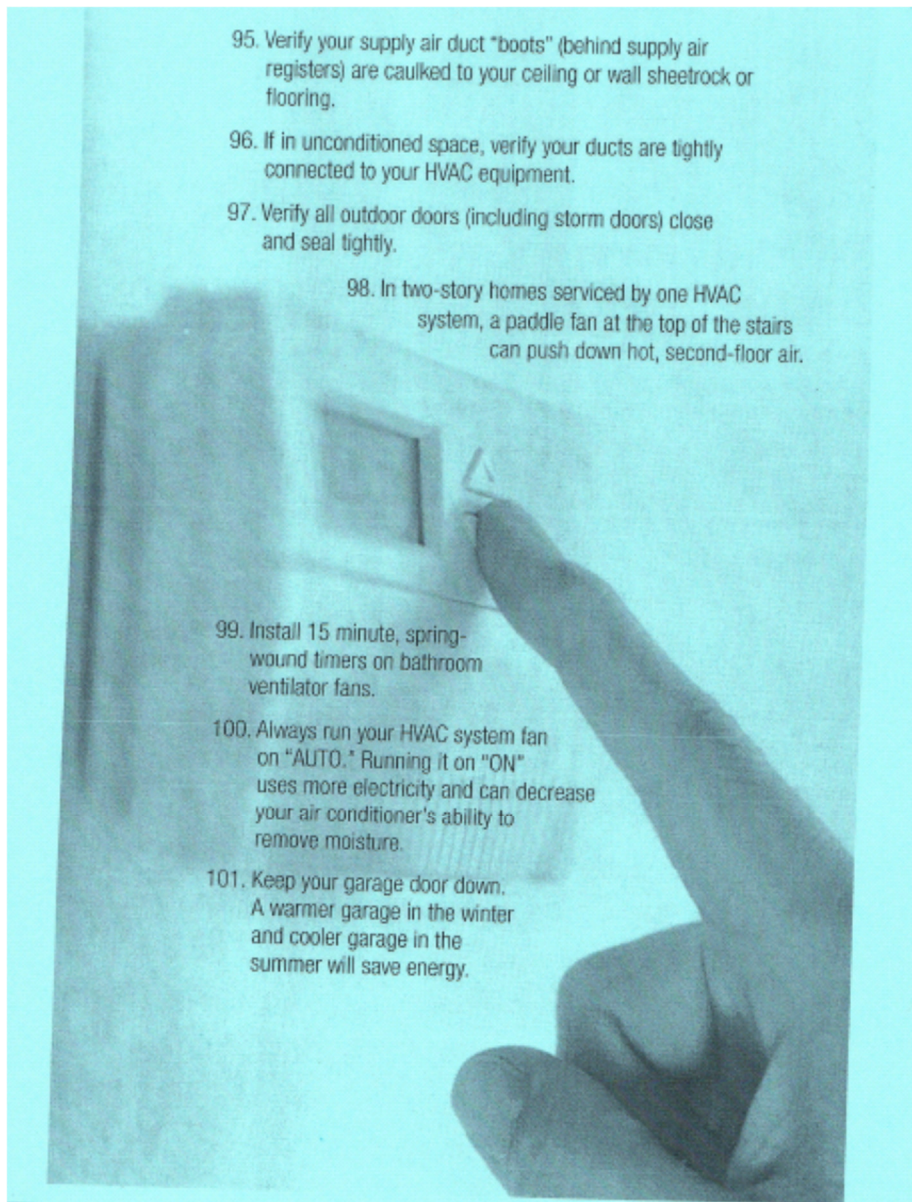 95. Verify your supply air duct "boots" (behind supply air
registers) are caulked to your ceiling or wall sheetrock or
flooring.
96. If in unconditioned space, verify your ducts are tightly
connected to your HVAC equipment.
97. Verify all outdoor doors (including storm doors) close
and seal tightly.
98. In two-story homes serviced by one HVAC
system, a paddle fan at the top of the stairs
can push down hot, second-floor air.
99. Install 15 minute, spring-
wound timers on bathroom
ventilator fans.
100. Always run your HVAC system fan
on "AUTO." Running it on "ON"
uses more electricity and can decrease
your air conditioner's ability to
remove moisture.
101. Keep your garage door down.
A warmer garage in the winter
and cooler garage in the
summer will save energy.